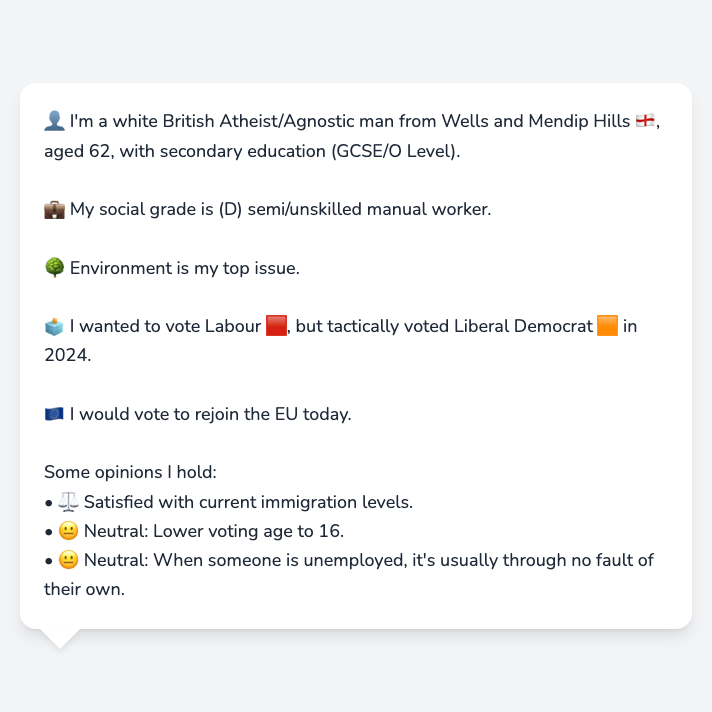 👤 I'm a white British Atheist/Agnostic man from Wells and Mendip Hills 🏴󠁧󠁢󠁥󠁮󠁧󠁿,
aged 62, with secondary education (GCSE/O Level).
💼 My social grade is (D) semi/unskilled manual worker.
🌳 Environment is my top issue.
🗳️ I wanted to vote Labour 🟥, but tactically voted Liberal Democrat 🟧 in
2024.
🇪🇺 I would vote to rejoin the EU today.
Some opinions I hold:
• ⚖️ Satisfied with current immigration levels.
• 😐 Neutral: Lower voting age to 16.
• 😐 Neutral: When someone is unemployed, it's usually through no fault of
their own.